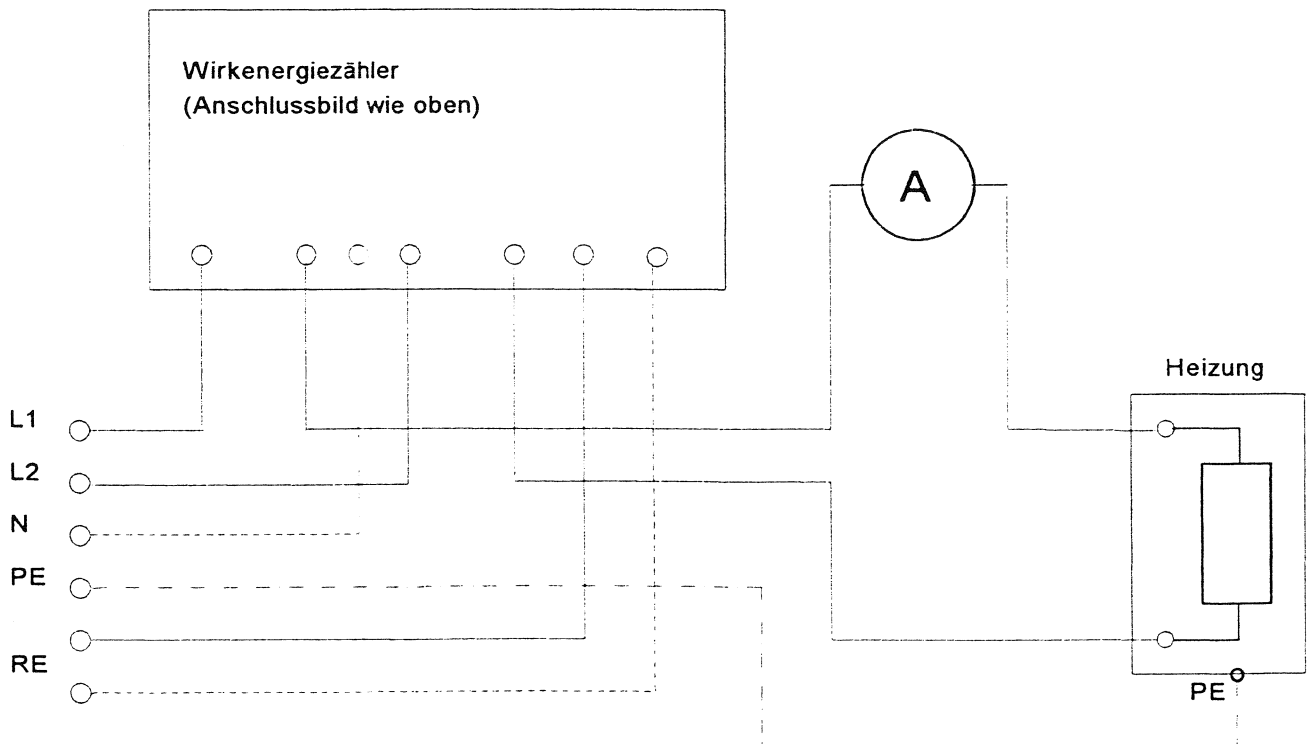 Wirkenergiezähler
(Anschlussbild wie oben)
A
Heizung
L1
L2
N
PE
RE
PE